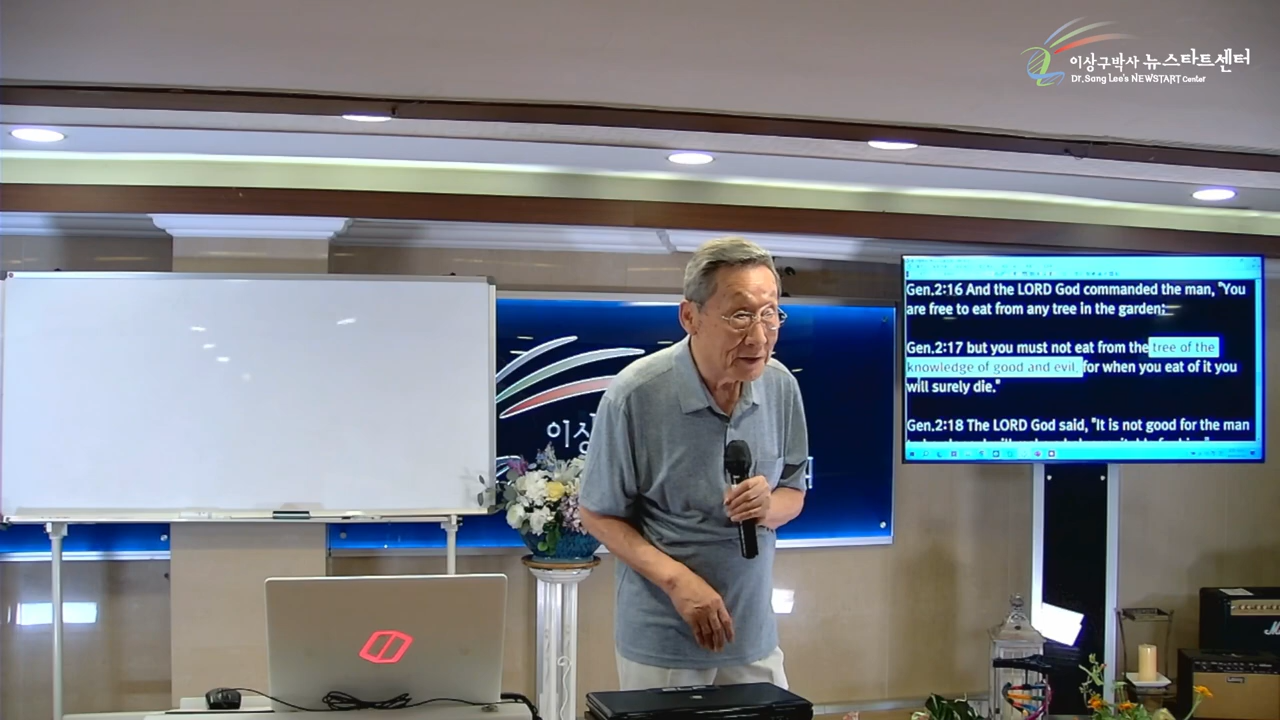 이상구박사 뉴스타트센터
Dr. Sang Lee's NEWSTART Center
Gen.2:16 And the LORD God commanded the man, "You
are free to eat from any tree in the garden;
Gen.2:17 but you must not eat from the tree of the
knowledge of good and evil, for when you eat of it you
will surely die."
Gen.2:18 The LORD God said, "It is not good for the man
이상